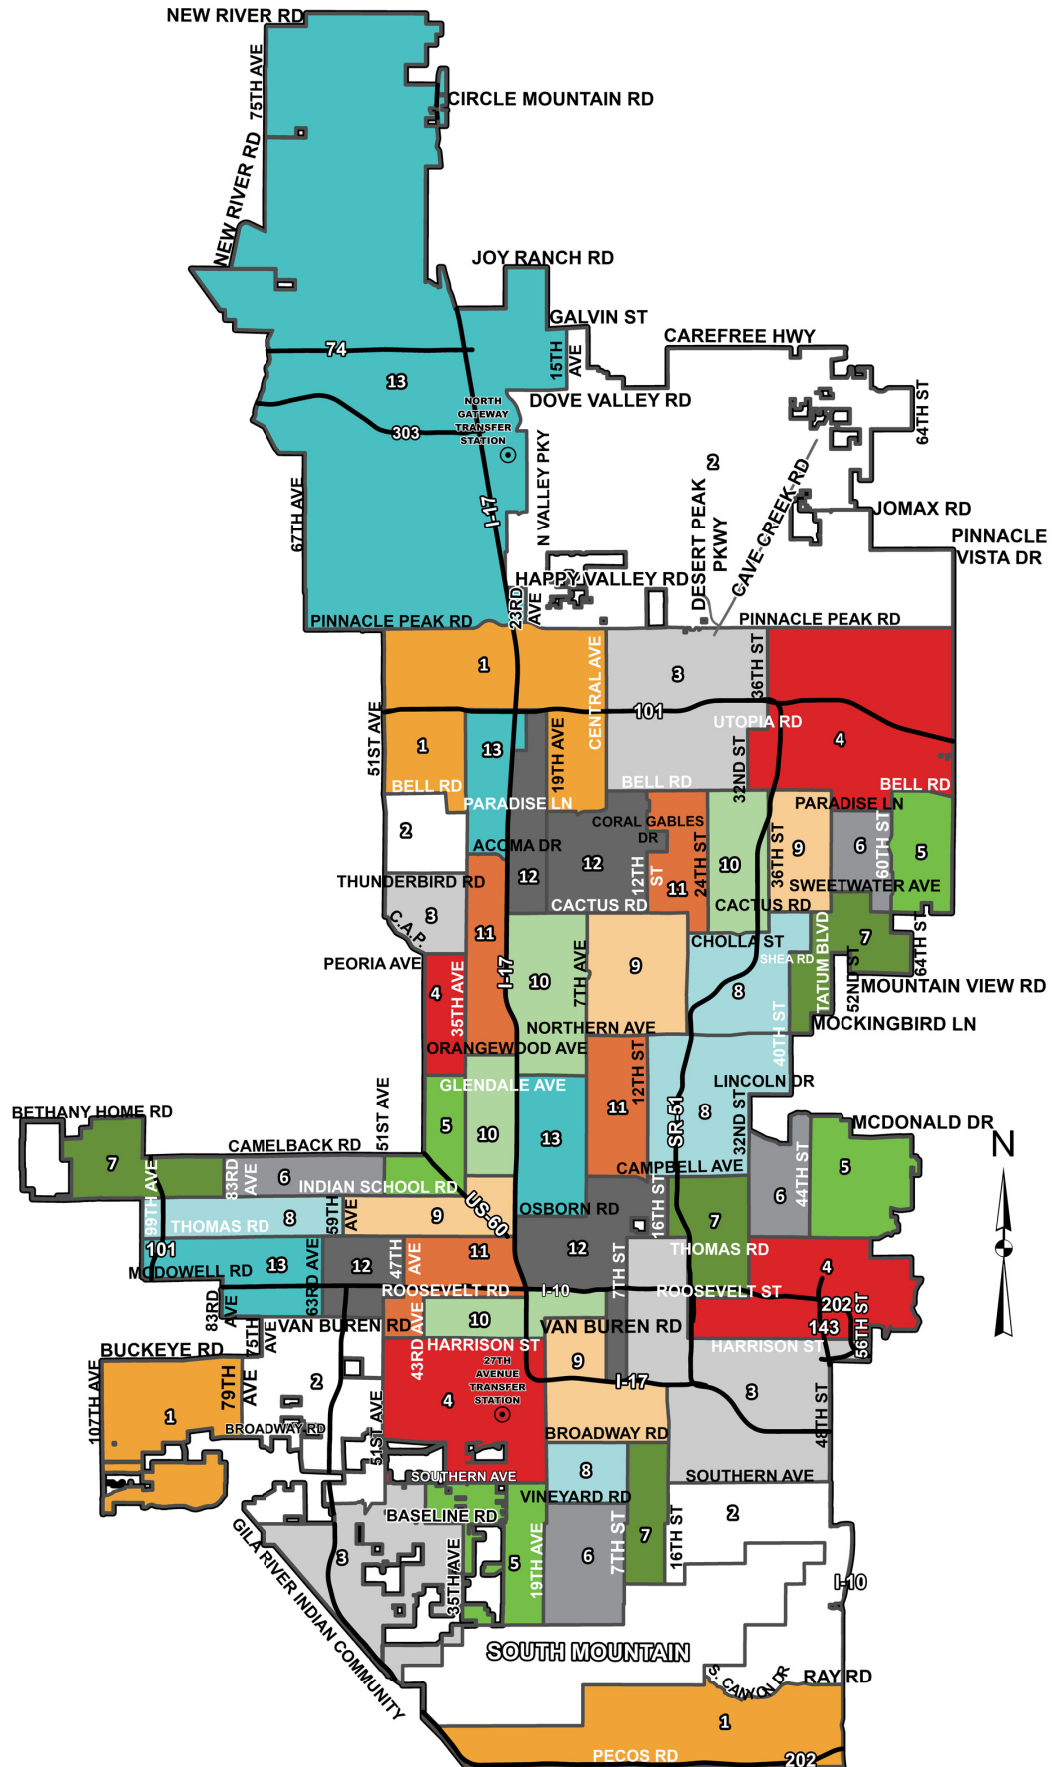 NEW RIVER RD
75TH AVE
CIRCLE MOUNTAIN RD
NEW RIVER RD
JOY RANCH RD
GALVIN ST
CAREFREE HWY
15TH
AVE
74
13
DOVE VALLEY RD
64TH ST
NORTH
GATEWAY
TRANSFER
STATION
303
N VALLEY PKY
2
CAVE CREEK RD
DESERT PEAK
PKWY
67TH AVE
I-17
JOMAX RD
PINNACLE
VISTA DR
HAPPY VALLEY RD
23RD
AVE
PINNACLE PEAK RD
PINNACLE PEAK RD
1
CENTRAL AVE
3
36TH ST
101
UTOPIA RD
51ST AVE
1
13
19TH AVE
32ND ST
4
BELL RD
BELL RD
BELL RD
PARADISE LN
PARADISE LN
2
ACOMA DR
CORAL GABLES
DR
12
12
12TH
ST
11
24TH ST
10
36TH ST
9
6
60TH ST
5
THUNDERBIRD RD
SWEETWATER AVE
CACTUS RD
CACTUS RD
3
C.A.P.
11
CHOLLA ST
TATUM BLVD
7
64TH ST
PEORIA AVE
SHEA RD
52ND ST
4
35TH AVE
I-17
10
7TH AVE
9
8
MOUNTAIN VIEW RD
40TH ST
MOCKINGBIRD LN
NORTHERN AVE
ORANGEWOOD AVE
12TH ST
GLENDALE AVE
LINCOLN DR
BETHANY HOME RD
51ST AVE
5
10
13
11
SR-51
8
32ND ST
MCDONALD DR
N
CAMELBACK RD
7
99TH AVE
83RD
AVE
6
INDIAN SCHOOL RD
CAMPBELL AVE
44TH ST
6
5
US-60
THOMAS RD
8
59TH
AVE
9
OSBORN RD
16TH ST
7
101
MCDOWELL RD
13
63RD AVE
12
47TH
AVE
11
12
7TH ST
THOMAS RD
4
ROOSEVELT RD
I-10
ROOSEVELT ST
83RD
AVE
75TH
AVE
VAN BUREN RD
43RD AVE
10
VAN BUREN RD
202
143
56TH ST
HARRISON ST
HARRISON ST
BUCKEYE RD
27TH
AVENUE
TRANSFER
STATION
9
107TH AVE
79TH
AVE
2
I-17
1
4
3
48TH ST
BROADWAY RD
51ST AVE
BROADWAY RD
SOUTHERN AVE
8
SOUTHERN AVE
VINEYARD RD
BASELINE RD
2
GILA RIVER INDIAN COMMUNITY
3
35TH AVE
5
19TH AVE
6
7TH ST
7
16TH ST
I-10
SOUTH MOUNTAIN
S. CANYON DR
RAY RD
1
PECOS RD
202